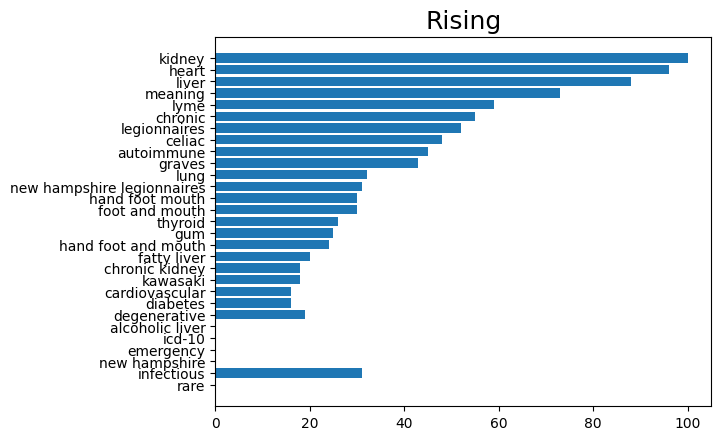 Rising
kidney
heart
liver
meaning
lyme
chronic
legionnaires
celiac
autoimmune
graves
lung
new hampshire legionnaires
hand foot mouth
foot and mouth
thyroid
gum
hand foot and mouth
fatty liver
chronic kidney
kawasaki
cardiovascular
diabetes
degenerative
alcoholic liver
icd-10
emergency
new hampshire
infectious
rare
0 20 40 60 80 100